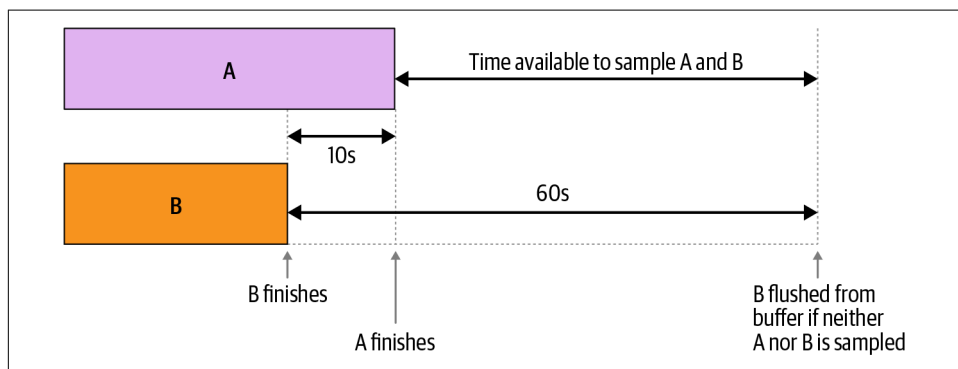 A
Time available to sample A and B
10s
B
60s
B finishes
A finishes
B flushed from
buffer if neither
A nor B is sampled